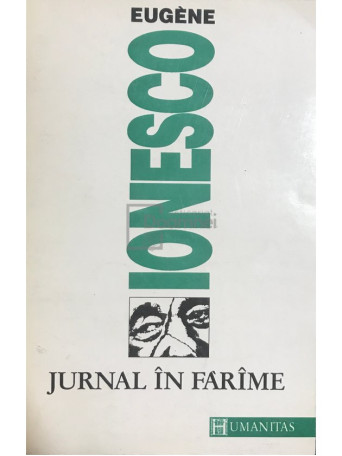 EUGÈNE
IONESCO
JURNAL ÎN FĂRÎME
HUMANITAS